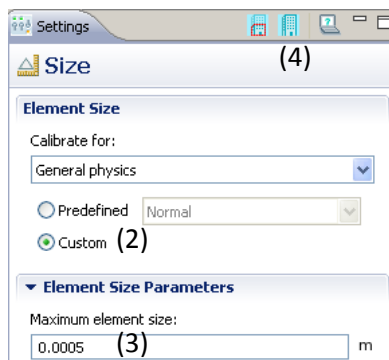 Settings
(4)
Size
Element Size
Calibrate for:
General physics
Predefined Normal
Custom (2)
Element Size Parameters
Maximum element size:
0.0005 (3) m